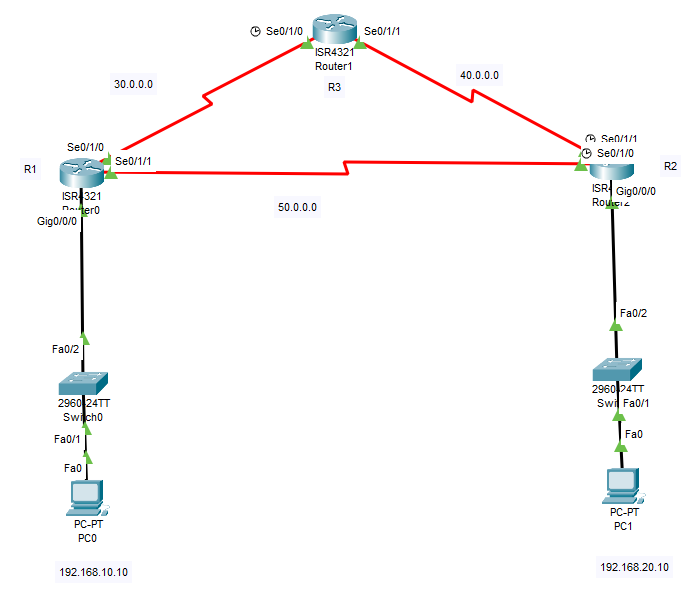 Se0/1/0
Se0/1/1
ISR4321
Router1
R3
30.0.0.0
40.0.0.0
Se0/1/0
Se0/1/1
R1
ISR4321
Router0
Gig0/0/0
50.0.0.0
Se0/1/1
Se0/1/0
R2
Gig0/0/0
Router2
Fa0/2
2960-24TT
Switch0
Fa0/1
Fa0
PC-PT
PC0
192.168.10.10
Fa0/2
2960-24TT
Fa0/1
Fa0
PC-PT
PC1
192.168.20.10